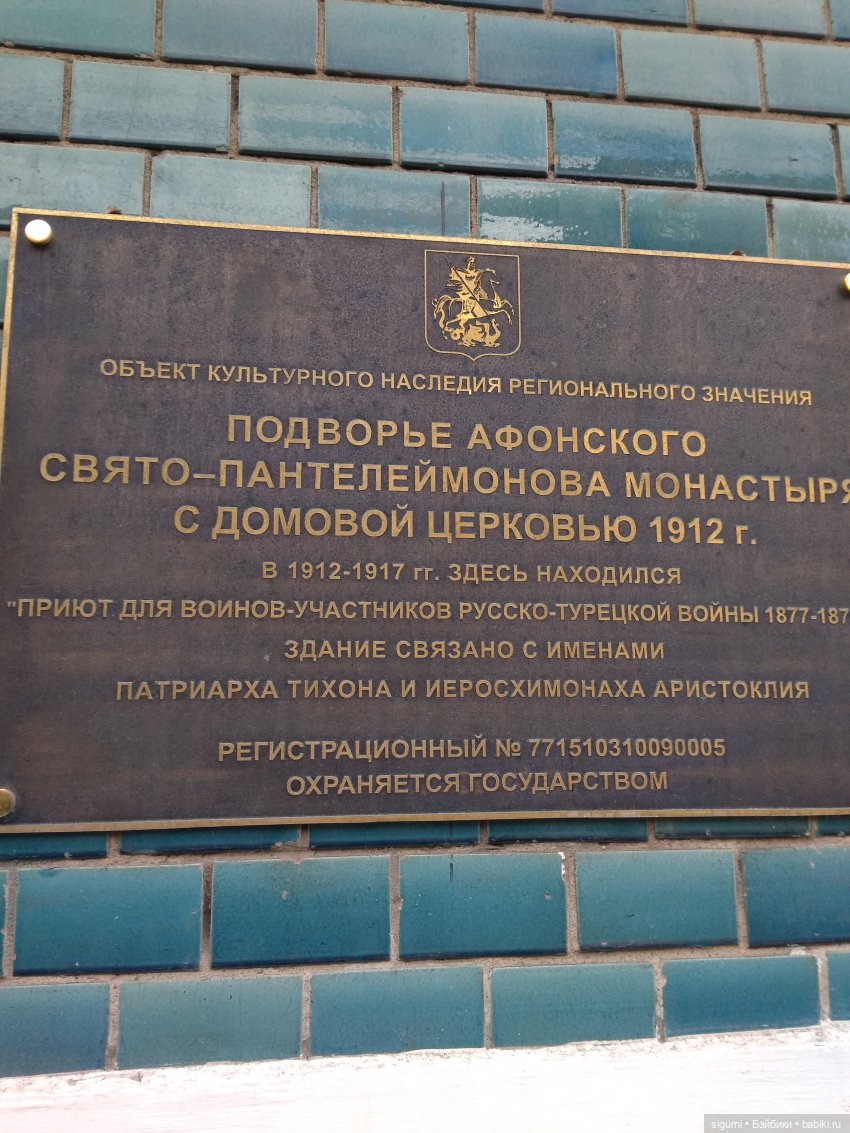 ОБЪЕКТ КУЛЬТУРНОГО НАСЛЕДИЯ РЕГИОНАЛЬНОГО ЗНАЧЕНИЯ
ПОДВОРЬЕ АФОНСКОГО
СВЯТО–ПАНТЕЛЕЙМОНОВА МОНАСТЫРЯ
С ДОМОВОЙ ЦЕРКОВЬЮ 1912 г.
В 1912-1917 гг. ЗДЕСЬ НАХОДИЛСЯ
"ПРИЮТ ДЛЯ ВОИНОВ-УЧАСТНИКОВ РУССКО-ТУРЕЦКОЙ ВОЙНЫ 1877-187
ЗДАНИЕ СВЯЗАНО С ИМЕНАМИ
ПАТРИАРХА ТИХОНА И ИЕРОСХИМОНАХА АРИСТОКЛИЯ
РЕГИСТРАЦИОННЫЙ № 771510310090005
ОХРАНЯЕТСЯ ГОСУДАРСТВОМ
sigumi • Бэйбики • babiki.ru